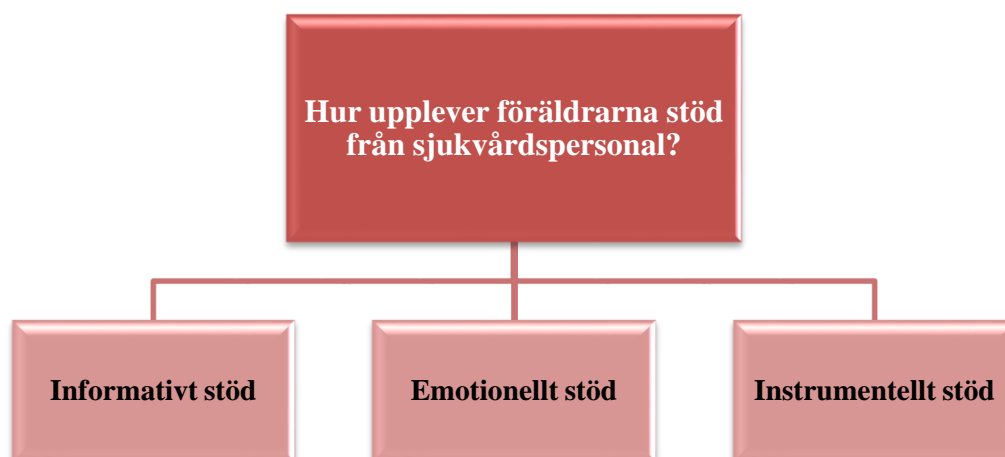 Hur upplever föräldrarna stöd
från sjukvårdspersonal?
Informativt stöd
Emotionellt stöd
Instrumentellt stöd